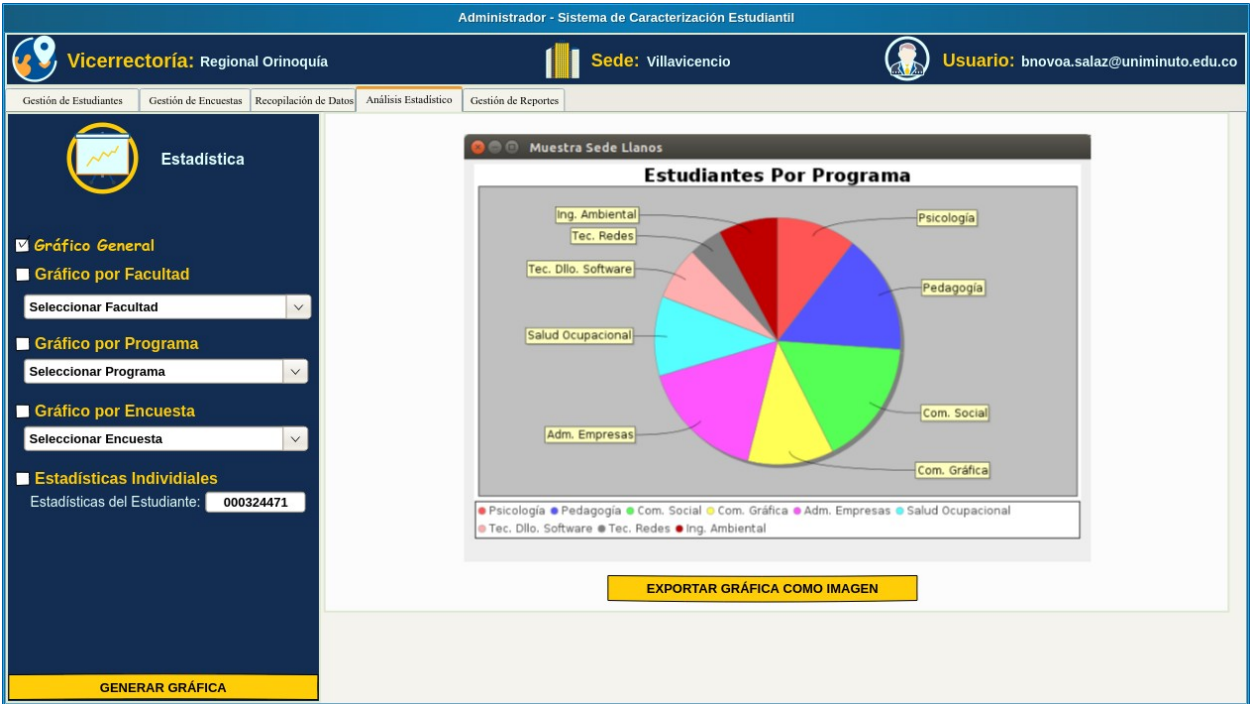 Administrador - Sistema de Caracterización Estudiantil
Vicerrectoría: Regional Orinoquía
Sede: Villavicencio
Usuario: bnovoa.salaz@uniminuto.edu.co
Gestión de Estudiantes
Gestión de Encuestas
Recopilación de Datos
Análisis Estadístico
Gestión de Reportes
Estadística
Gráfico General
Gráfico por Facultad
Seleccionar Facultad
Gráfico por Programa
Seleccionar Programa
Gráfico por Encuesta
Seleccionar Encuesta
Estadísticas Individiales
Estadísticas del Estudiante: 000324471
GENERAR GRÁFICA
Muestra Sede Llanos
Estudiantes Por Programa
Ing. Ambiental
Psicología
Tec. Redes
Tec. Dllo. Software
Pedagogía
Salud Ocupacional
Com. Social
Adm. Empresas
Com. Gráfica
Psicología Pedagogía Com. Social Com. Gráfica Adm. Empresas Salud Ocupacional
Tec. Dllo. Software Tec. Redes Ing. Ambiental
EXPORTAR GRÁFICA COMO IMAGEN